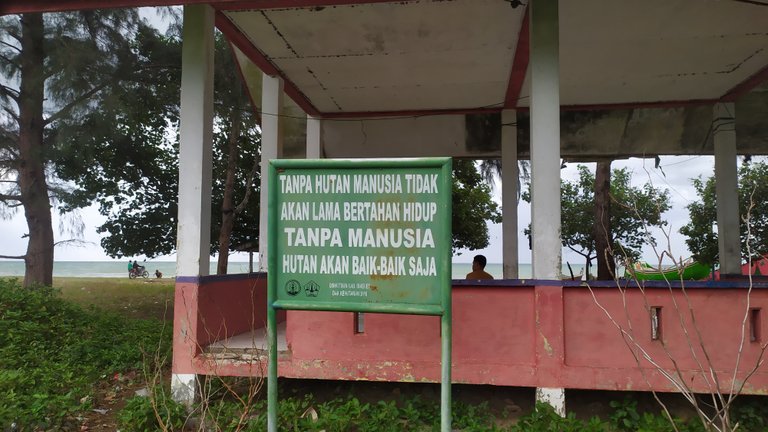 TANPA HUTAN MANUSIA TIDAK
AKAN LAMA BERTAHAN HIDUP
TANPA MANUSIA
HUTAN AKAN BAIK-BAIK SAJA